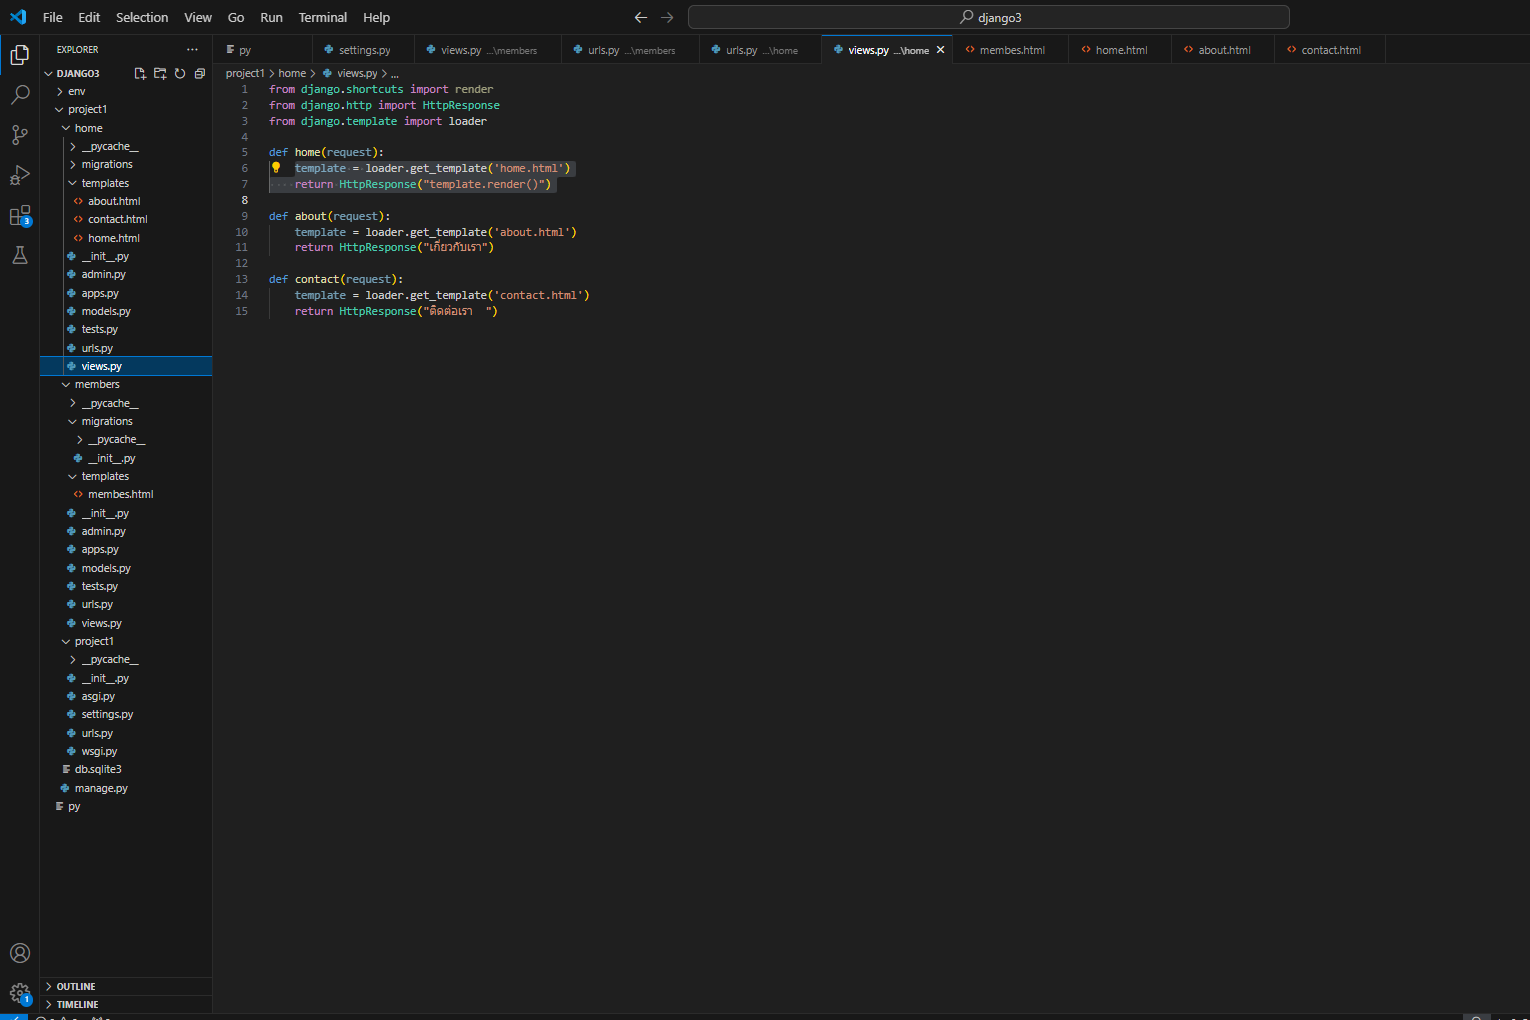 File Edit Selection View Go Run Terminal Help
django3
EXPLORER
py
settings.py
views.py ...\members
urls.py ...\members
urls.py ...\home
views.py ...\home
membes.html
home.html
about.html
contact.html
DJANGO3
env
project1
home
__pycache__
migrations
templates
about.html
contact.html
home.html
__init__.py
admin.py
apps.py
models.py
tests.py
urls.py
views.py
members
__pycache__
migrations
__pycache__
__init__.py
templates
membes.html
__init__.py
admin.py
apps.py
models.py
tests.py
urls.py
views.py
project1
__pycache__
__init__.py
asgi.py
settings.py
urls.py
wsgi.py
db.sqlite3
manage.py
py
OUTLINE
TIMELINE
3
1
project1 > home > views.py > ...
1 from django.shortcuts import render
2 from django.http import HttpResponse
3 from django.template import loader
4
5 def home(request):
6 template = loader.get_template('home.html')
7 return HttpResponse("template.render()")
8
9 def about(request):
10 template = loader.get_template('about.html')
11 return HttpResponse("เกี่ยวกับเรา")
12
13 def contact(request):
14 template = loader.get_template('contact.html')
15 return HttpResponse("ติดต่อเรา ")